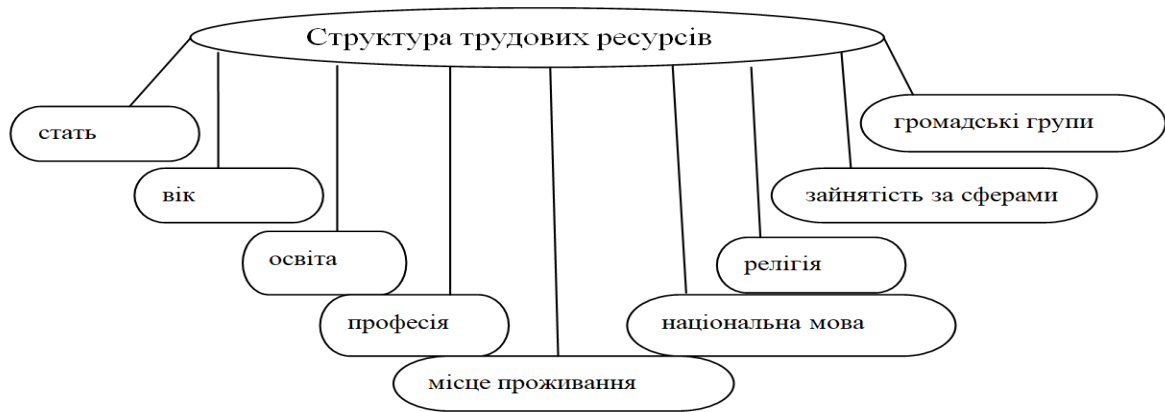 Структура трудових ресурсів
стать
громадські групи
вік
зайнятість за сферами
освіта
релігія
професія
національна мова
місце проживання